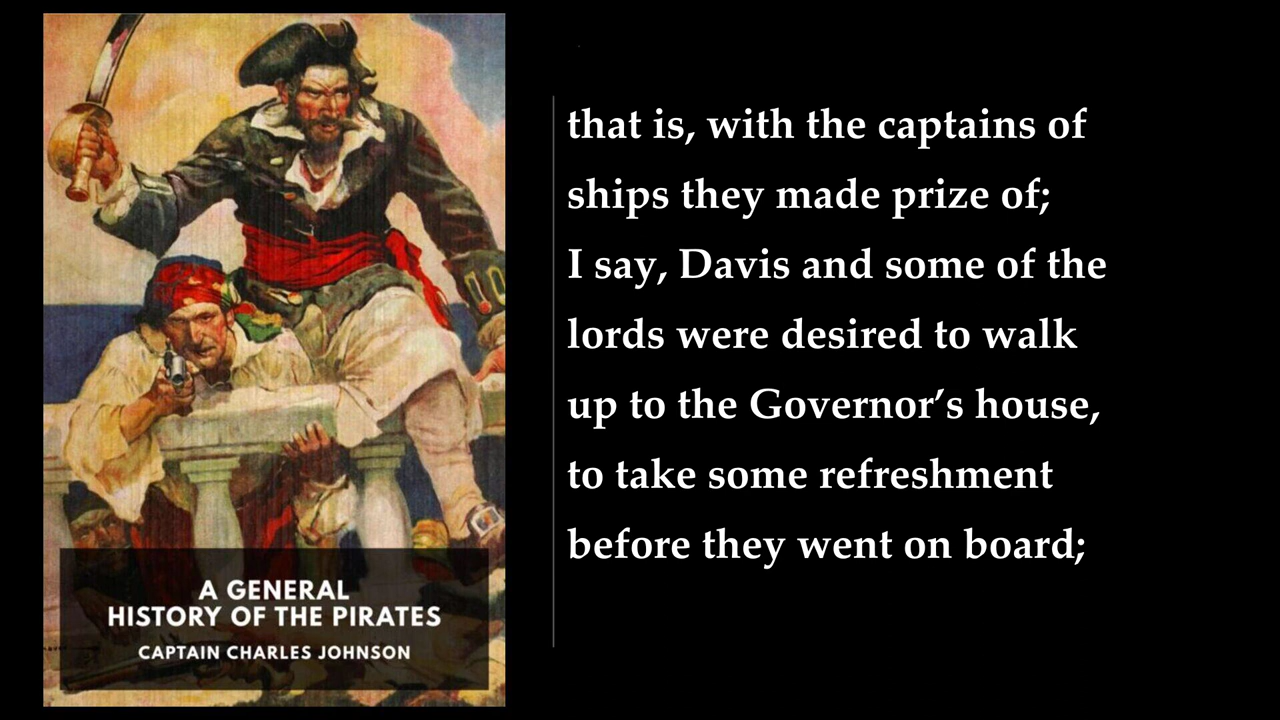 A GENERAL
HISTORY OF THE PIRATES
CAPTAIN CHARLES JOHNSON
that is, with the captains of
ships they made prize of;
I say, Davis and some of the
lords were desired to walk
up to the Governor’s house,
to take some refreshment
before they went on board;